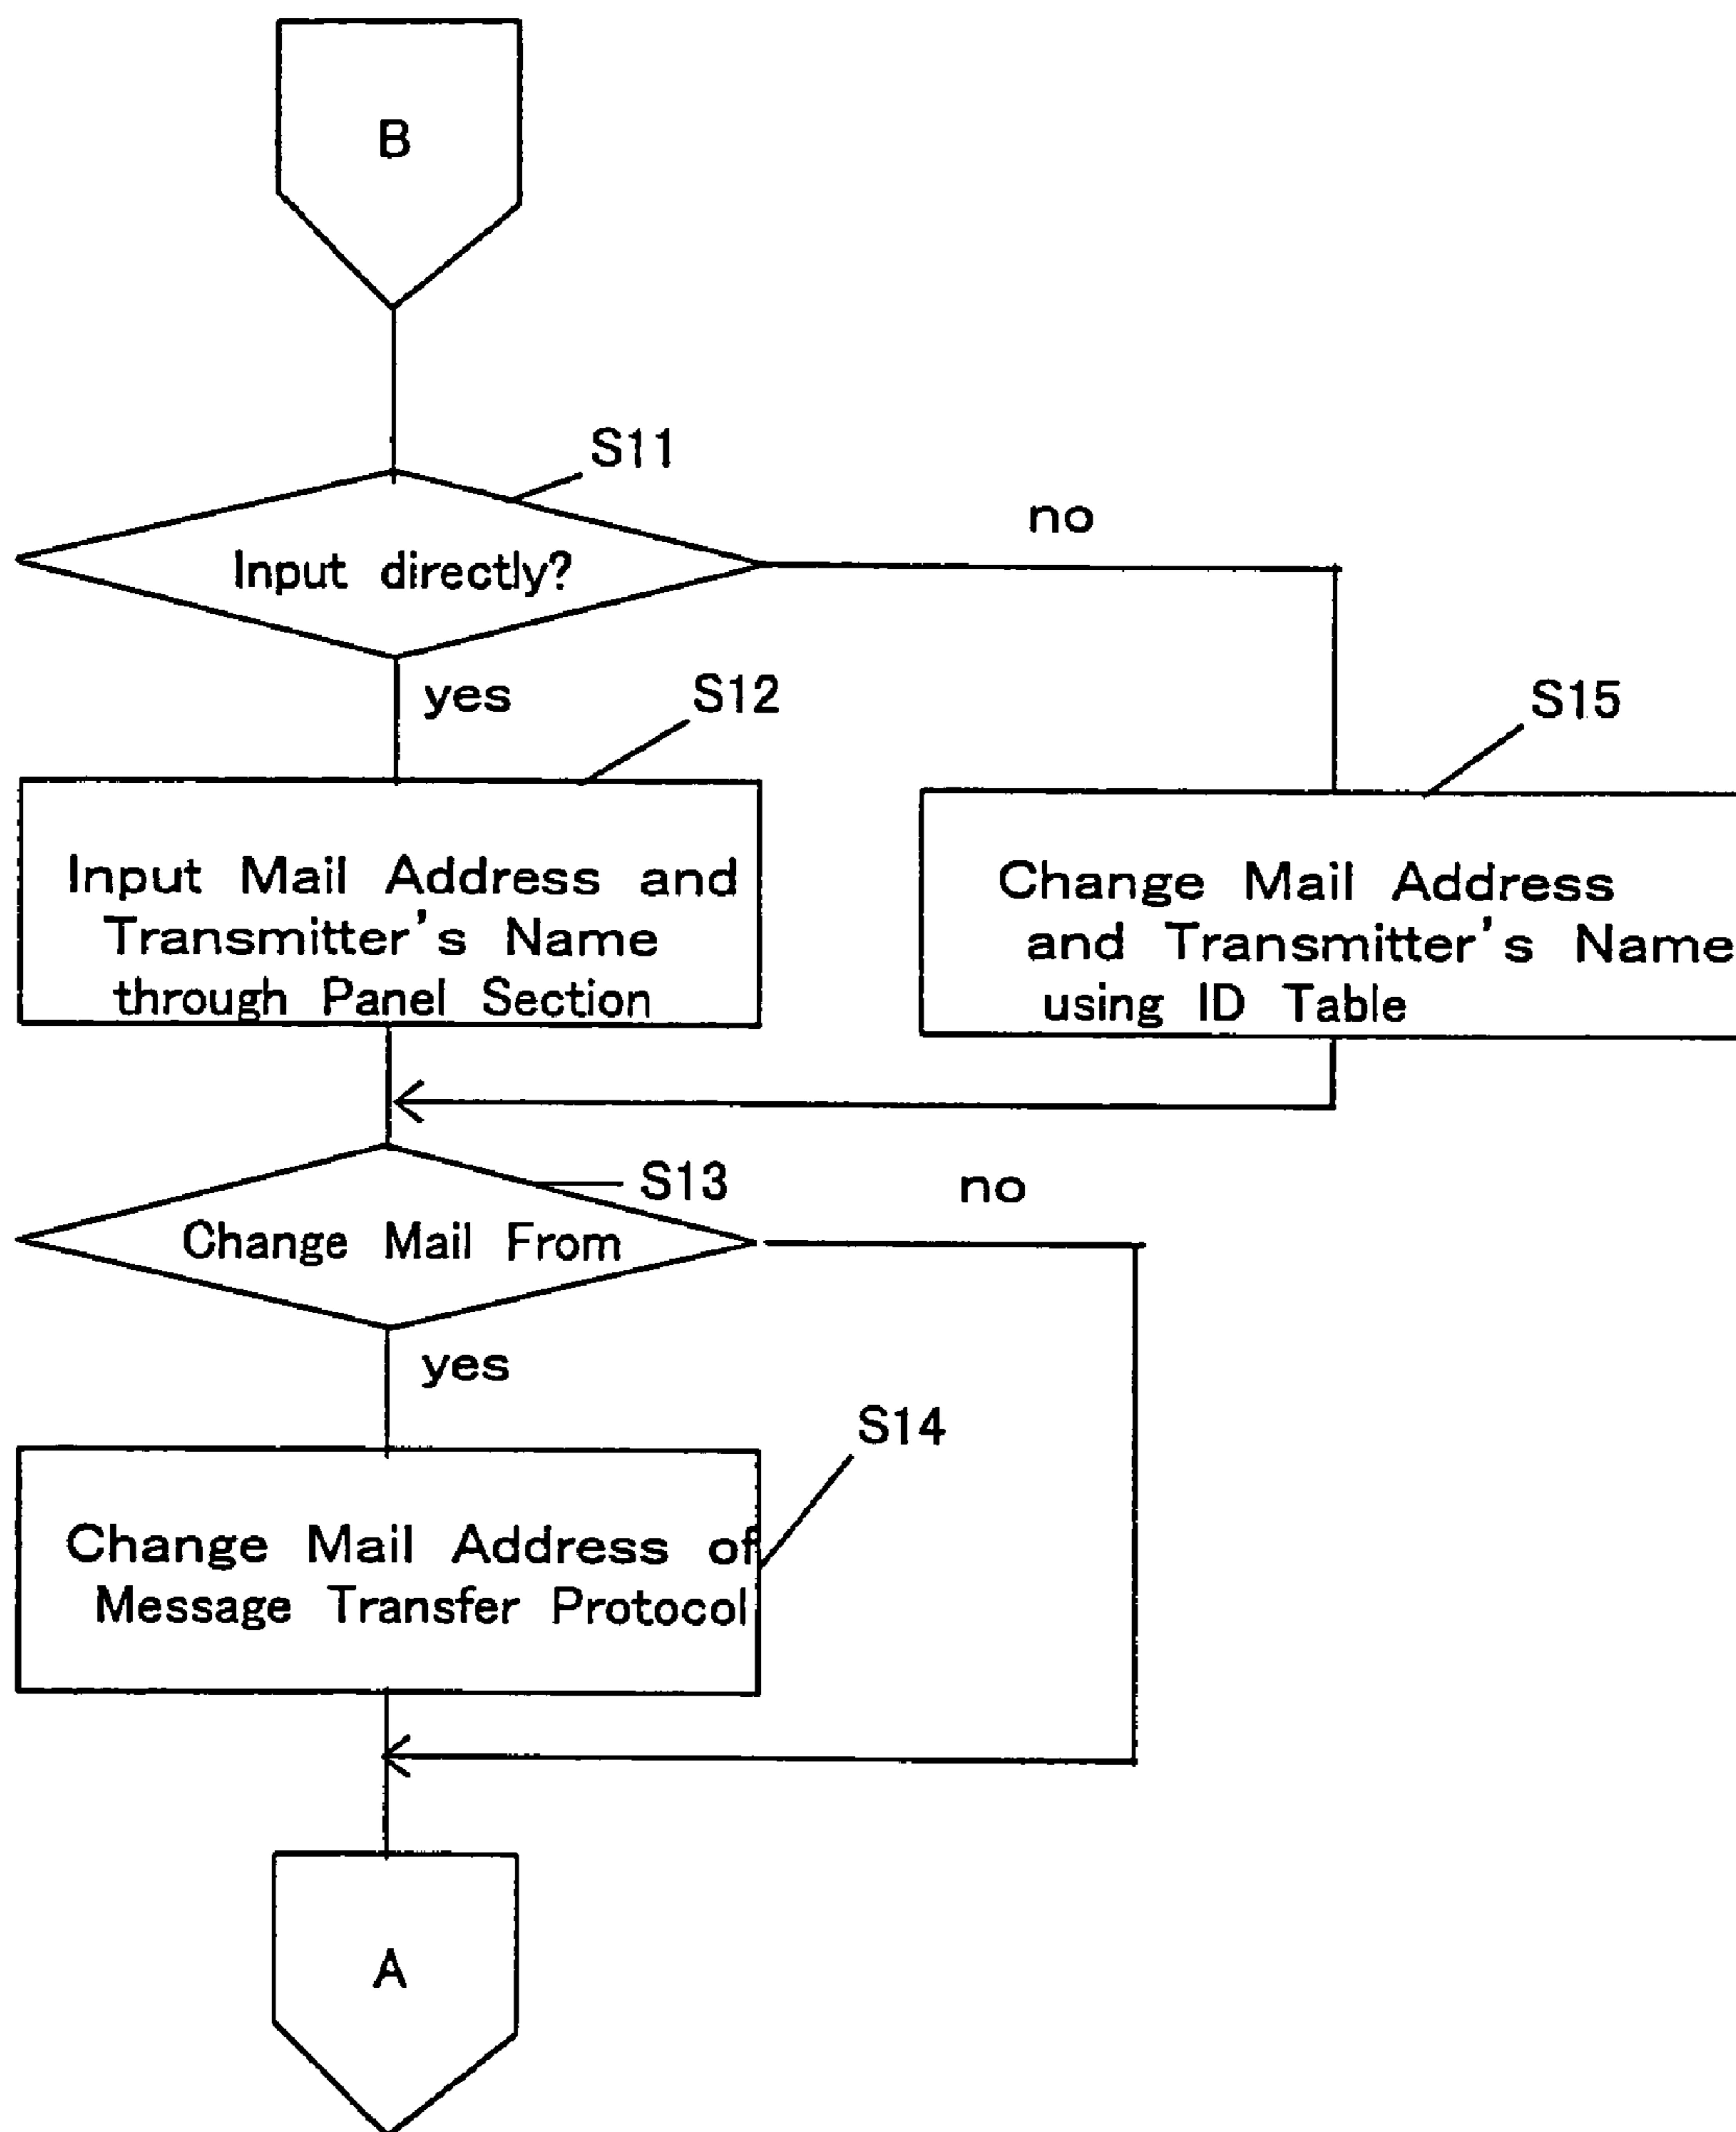 B
S11
no
Input directly?
yes
S12
S15
Input Mail Address and
Transmitter's Name
through Panel Section
Change Mail Address
and Transmitter's Name
using ID Table
S13
no
Change Mail From
yes
S14
Change Mail Address of
Message Transfer Protocol
A